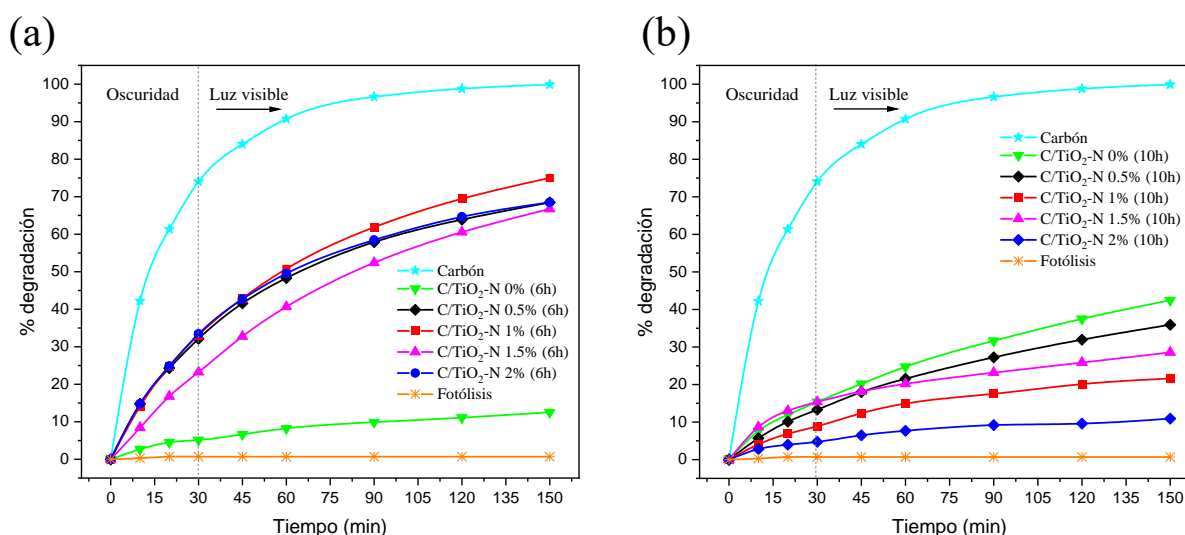 (a)
Oscuridad
Luz visible
100
90
80
70
60
50
40
30
20
10
0
% degradación
Carbón
C/TiO₂-N 0% (6h)
C/TiO₂-N 0.5% (6h)
C/TiO₂-N 1% (6h)
C/TiO₂-N 1.5% (6h)
C/TiO₂-N 2% (6h)
Fotólisis
0 15 30 45 60 75 90 105 120 135 150
Tiempo (min)
(b)
Oscuridad
Luz visible
100
90
80
70
60
50
40
30
20
10
0
% degradación
Carbón
C/TiO₂-N 0% (10h)
C/TiO₂-N 0.5% (10h)
C/TiO₂-N 1% (10h)
C/TiO₂-N 1.5% (10h)
C/TiO₂-N 2% (10h)
Fotólisis
0 15 30 45 60 75 90 105 120 135 150
Tiempo (min)